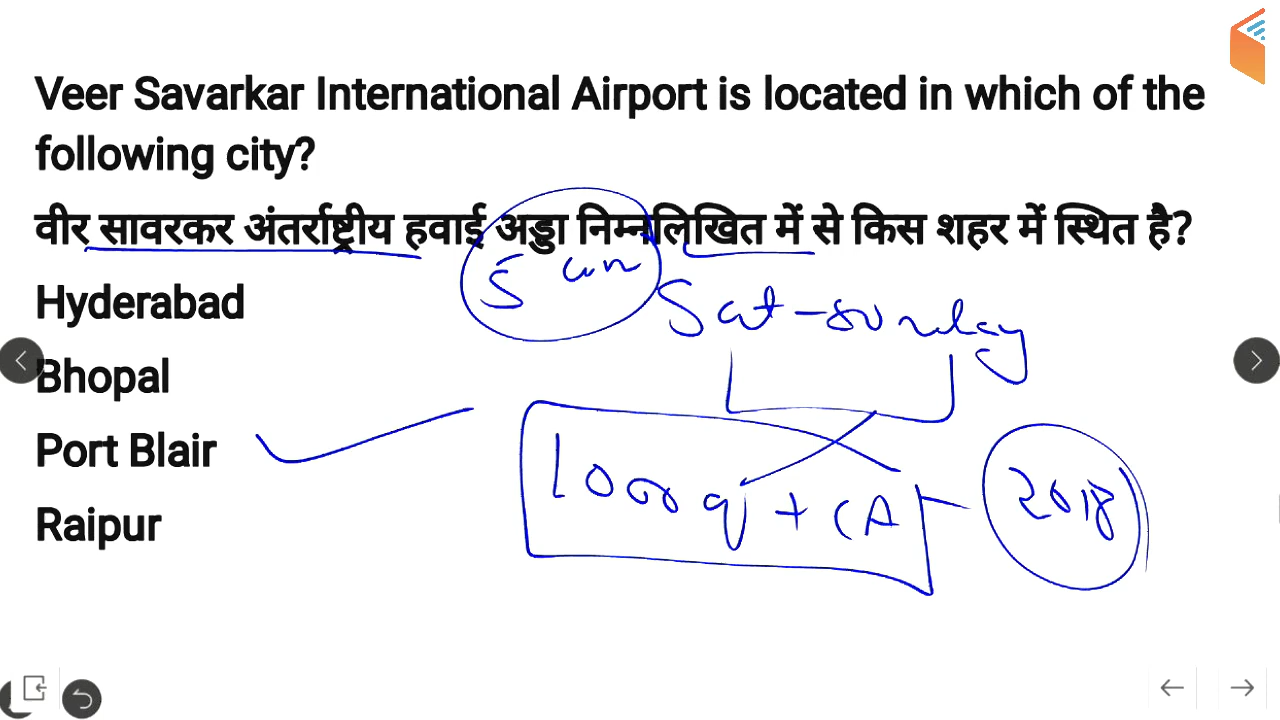 Veer Savarkar International Airport is located in which of the
following city?
वीर सावरकर अंतर्राष्ट्रीय हवाई अड्डा निम्नलिखित में से किस शहर में स्थित है?
Hyderabad
5
Sat-sunday
Bhopal
Port Blair
1000 q + CA
2018
Raipur